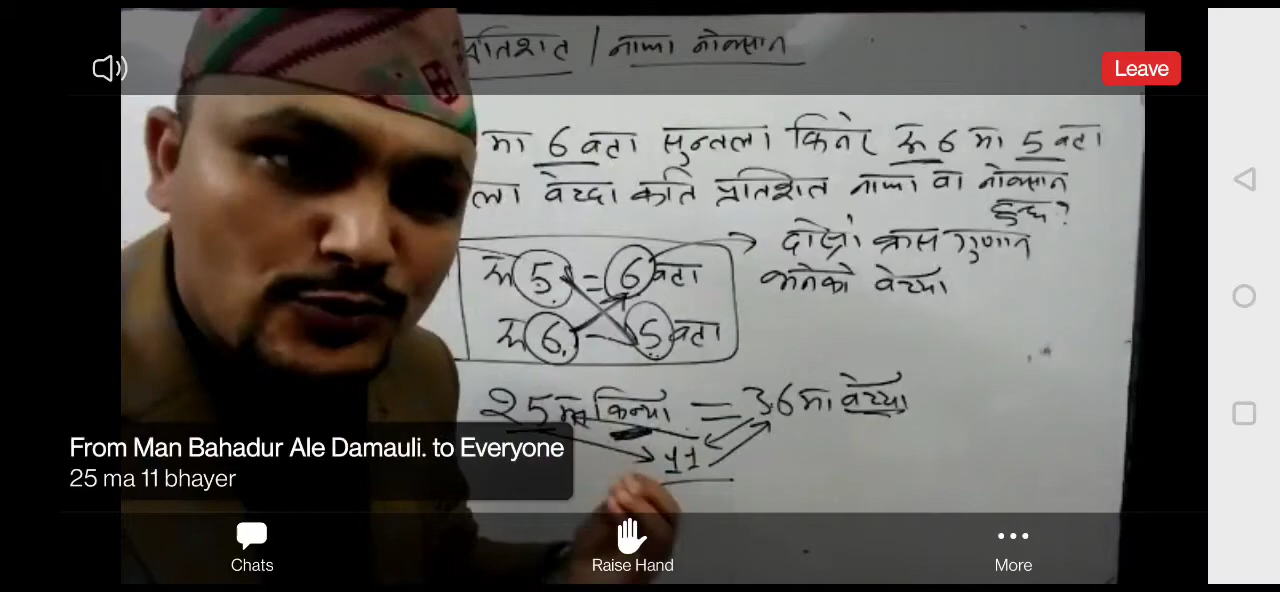 प्रतिशत / नाफा नोक्सान
Leave
मा 6 वटा सुन्तला किनेर रू 6 मा 5 वटा
ला बेच्दा कति प्रतिशत नाफा वा नोक्सान
हुन्छ?
रू 5 = 6 वटा
रू 6 - 5 वटा
दोस्रो क्रस गुणन
भनेको बेच्या
25 मा किन्या = 36 मा बेच्या
11
From Man Bahadur Ale Damauli. to Everyone
25 ma 11 bhayer
Chats
Raise Hand
More